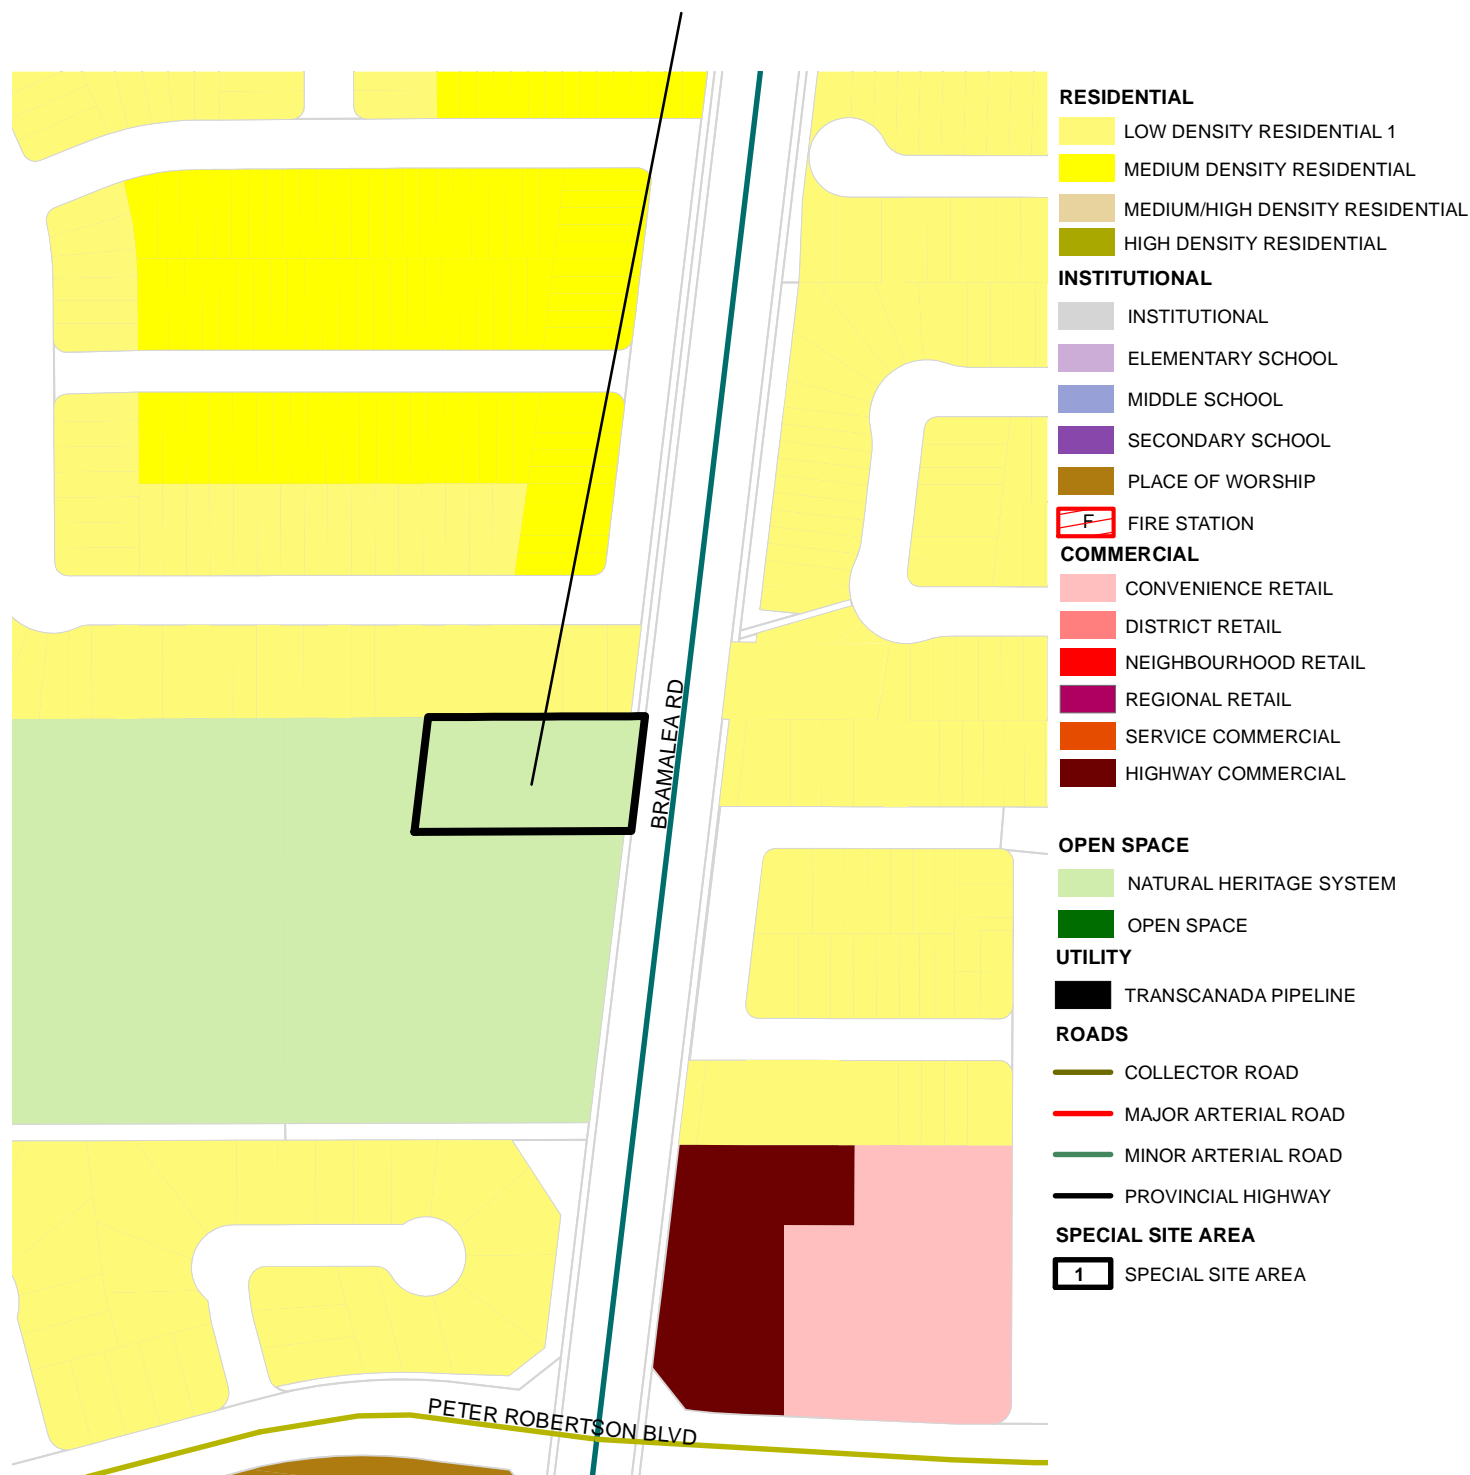 RESIDENTIAL
LOW DENSITY RESIDENTIAL 1
MEDIUM DENSITY RESIDENTIAL
MEDIUM/HIGH DENSITY RESIDENTIAL
HIGH DENSITY RESIDENTIAL
INSTITUTIONAL
INSTITUTIONAL
ELEMENTARY SCHOOL
MIDDLE SCHOOL
SECONDARY SCHOOL
PLACE OF WORSHIP
F FIRE STATION
COMMERCIAL
CONVENIENCE RETAIL
DISTRICT RETAIL
NEIGHBOURHOOD RETAIL
REGIONAL RETAIL
SERVICE COMMERCIAL
HIGHWAY COMMERCIAL
OPEN SPACE
NATURAL HERITAGE SYSTEM
OPEN SPACE
UTILITY
TRANSCANADA PIPELINE
ROADS
COLLECTOR ROAD
MAJOR ARTERIAL ROAD
MINOR ARTERIAL ROAD
PROVINCIAL HIGHWAY
SPECIAL SITE AREA
1 SPECIAL SITE AREA
BRAMALEA RD
PETER ROBERTSON BLVD